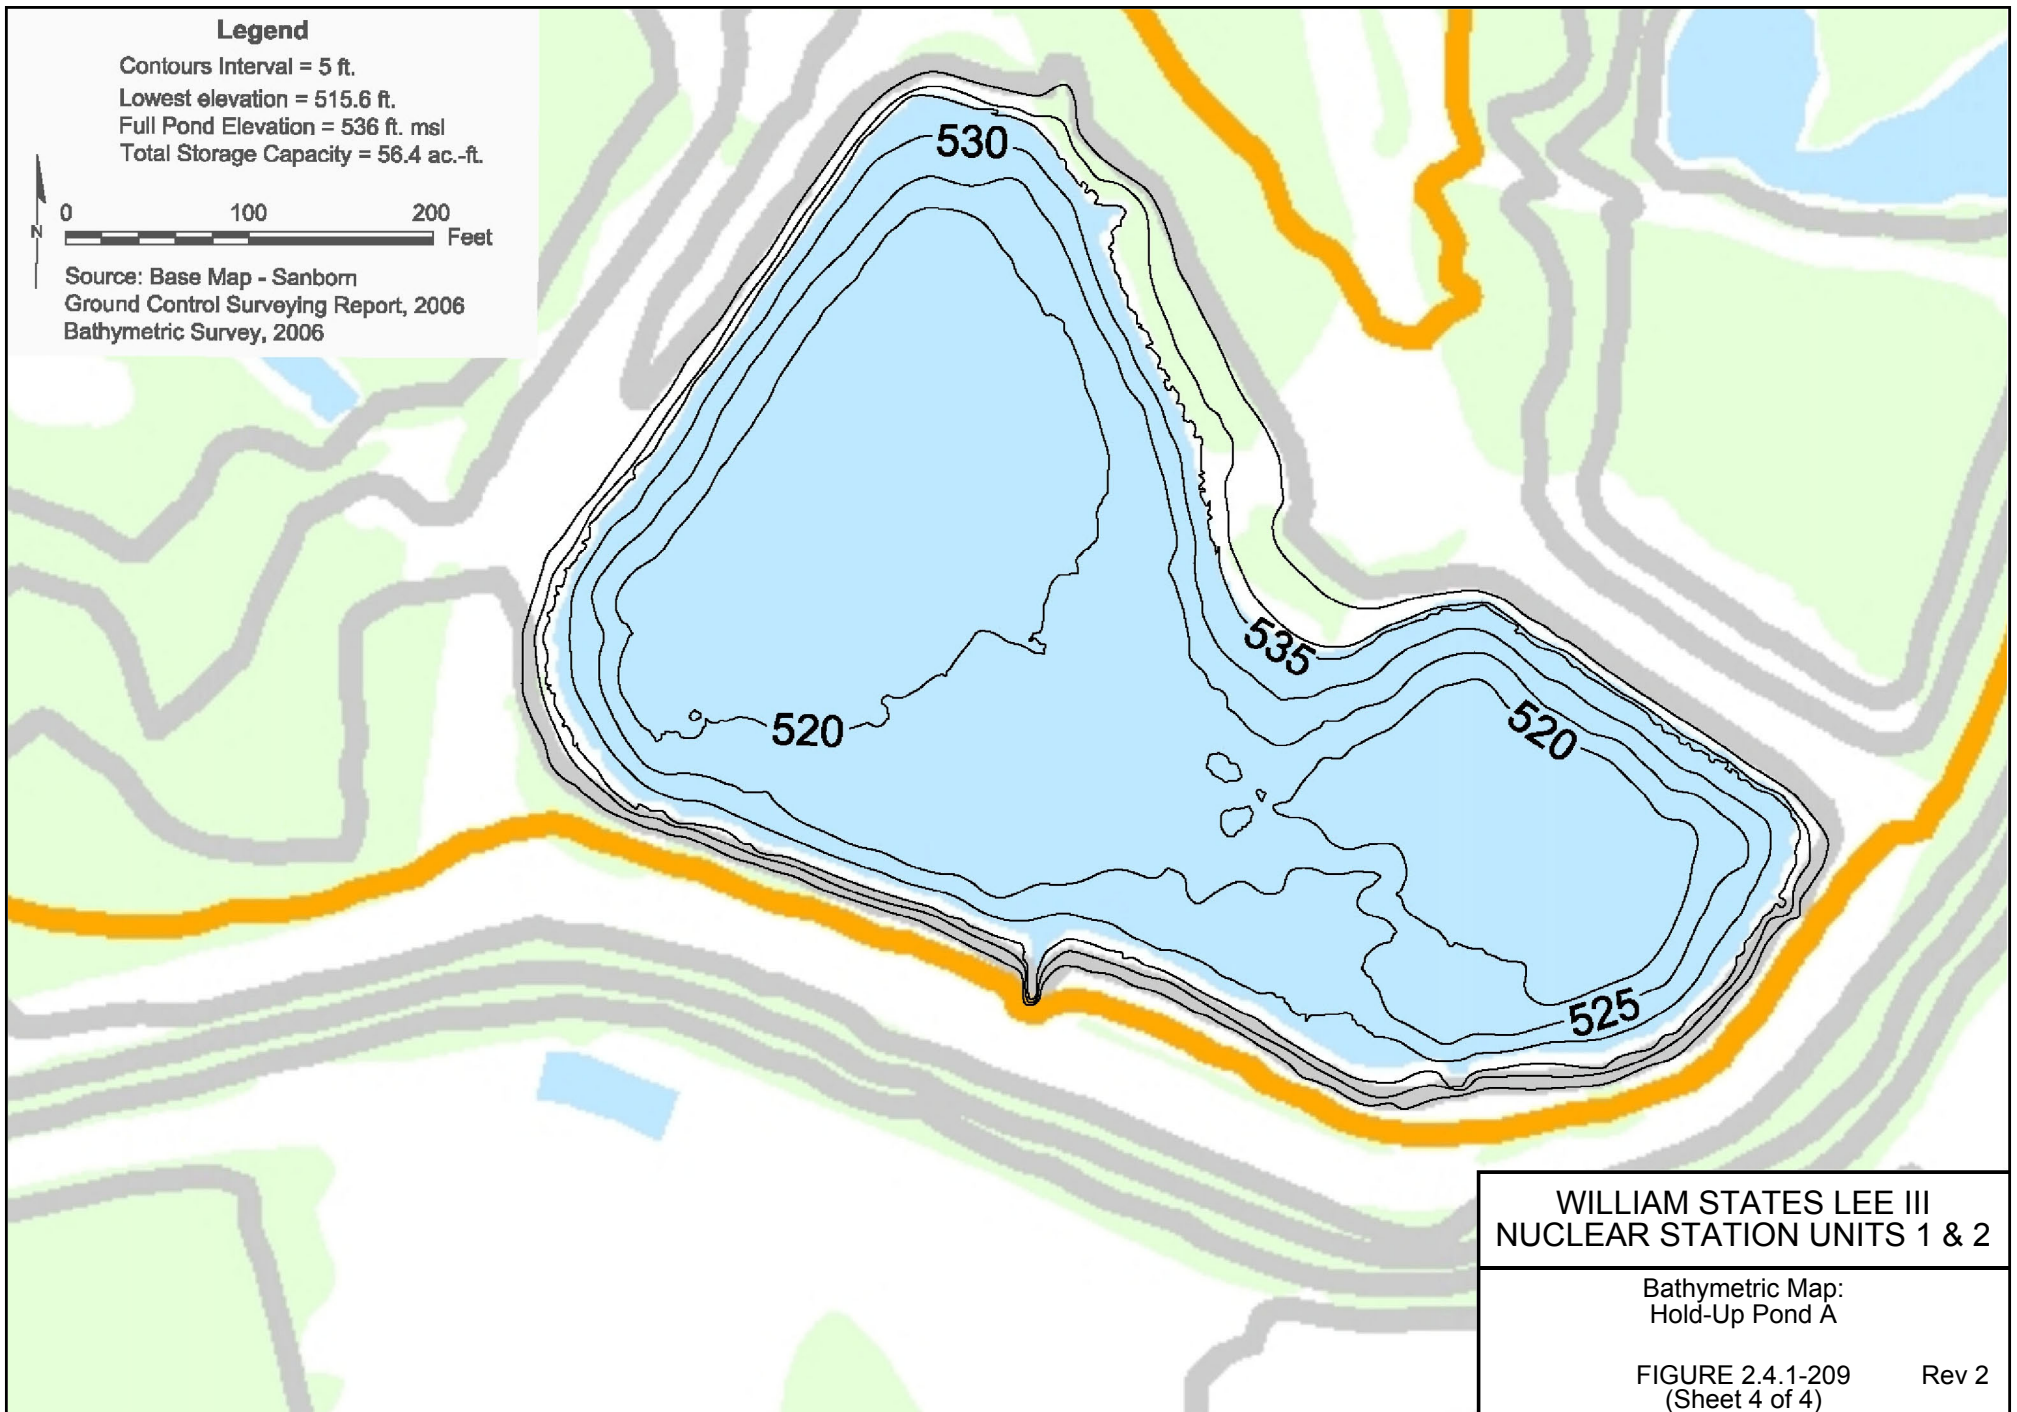 Legend
Contours Interval = 5 ft.
Lowest elevation = 515.6 ft.
Full Pond Elevation = 536 ft. msl
Total Storage Capacity = 56.4 ac.-ft.
0 100 200
Feet
N
Source: Base Map - Sanborn
Ground Control Surveying Report, 2006
Bathymetric Survey, 2006
530
535
520
520
525
WILLIAM STATES LEE III
NUCLEAR STATION UNITS 1 & 2
Bathymetric Map:
Hold-Up Pond A
FIGURE 2.4.1-209 Rev 2
(Sheet 4 of 4)